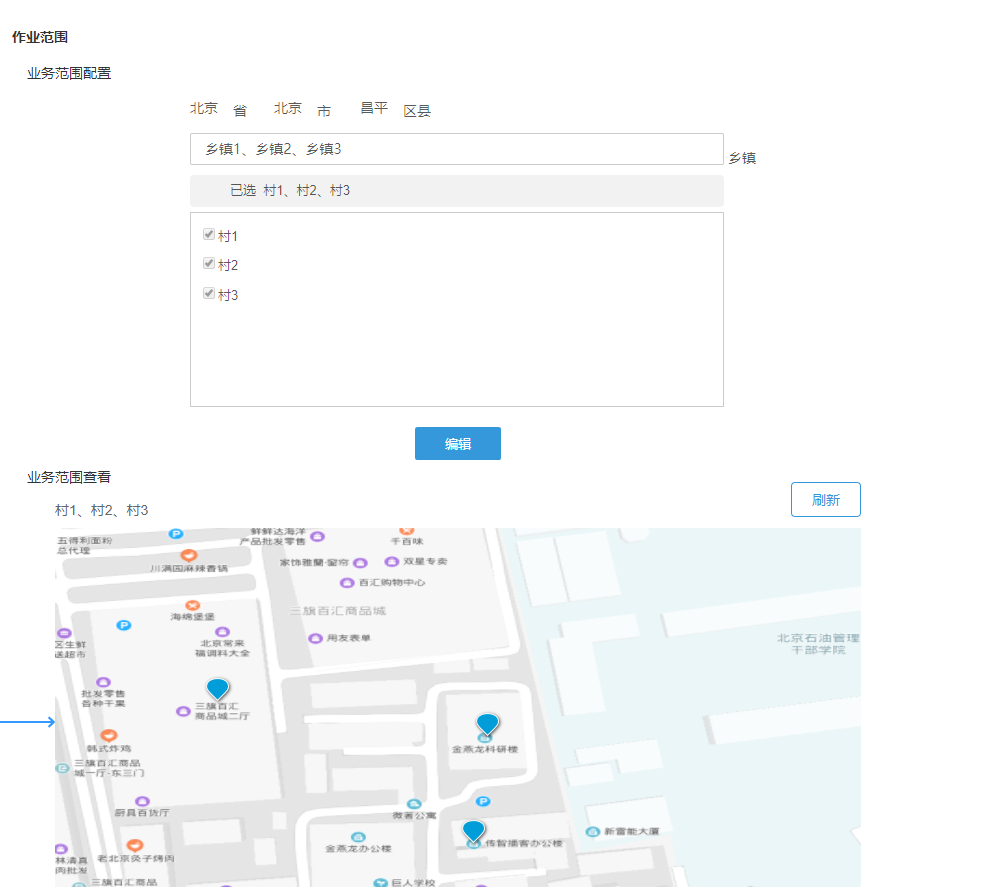 作业范围
业务范围配置
北京 省 北京 市 昌平 区县
乡镇1、乡镇2、乡镇3
乡镇
已选 村1、村2、村3
村1
村2
村3
编辑
业务范围查看
刷新
村1、村2、村3
五得利面粉
总代理
P
鲜鲜达海洋
产品批发零售
千百味
川满园麻辣香锅
家饰雅蘭·窗帘
双星专卖
百汇购物中心
海绵堡堡
三旗百汇商品城
P
区生鲜
送超市
北京常来
福调料大全
用友表单
北京石油管理
干部学院
批发零售
各种干果
三旗百汇
商品城二厅
韩式炸鸡
金燕龙科研楼
三旗百汇商品
城一厅-东三门
厨具百货厅
微著公寓
P
新雷能大厦
金燕龙办公楼
传智播客办公楼
林清真
肉批发
老北京炙子烤肉
三旗百汇商品
巨人学校